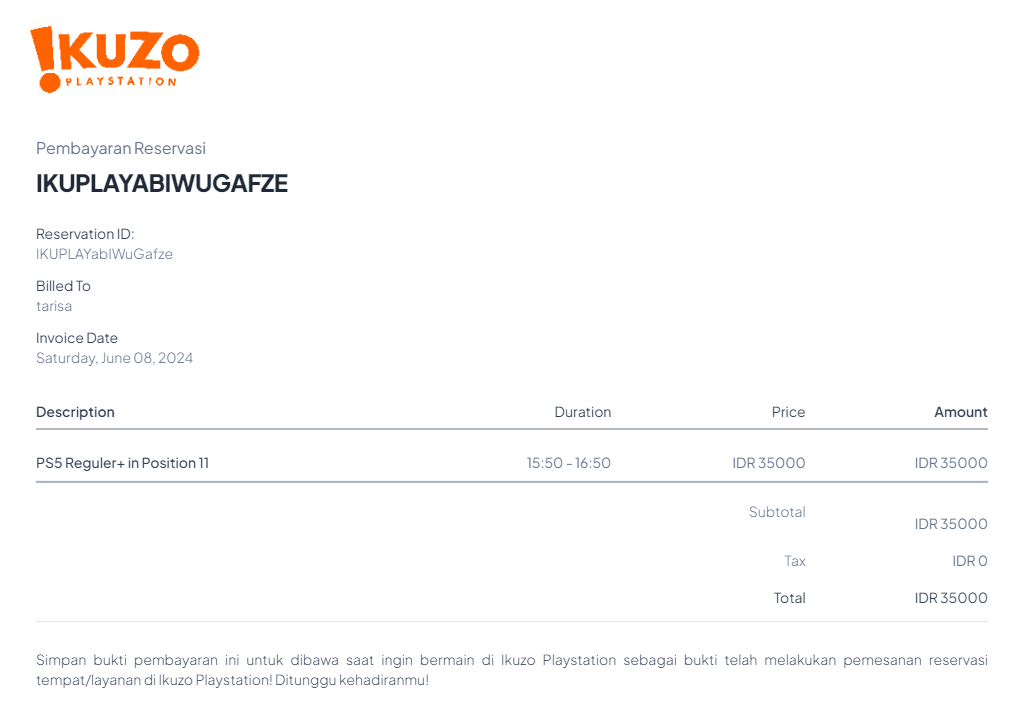 !KUZO
PLAYSTATION
Pembayaran Reservasi
IKUPLAYABIWUGAFZE
Reservation ID:
IKUPLAYabIWuGafze
Billed To
tarisa
Invoice Date
Saturday, June 08, 2024
Description Duration Price Amount
PS5 Reguler+ in Position 11 15:50 - 16:50 IDR 35000 IDR 35000
Subtotal IDR 35000
Tax IDR 0
Total IDR 35000
Simpan bukti pembayaran ini untuk dibawa saat ingin bermain di Ikuzo Playstation sebagai bukti telah melakukan pemesanan reservasi
tempat/layanan di Ikuzo Playstation! Ditunggu kehadiranmu!